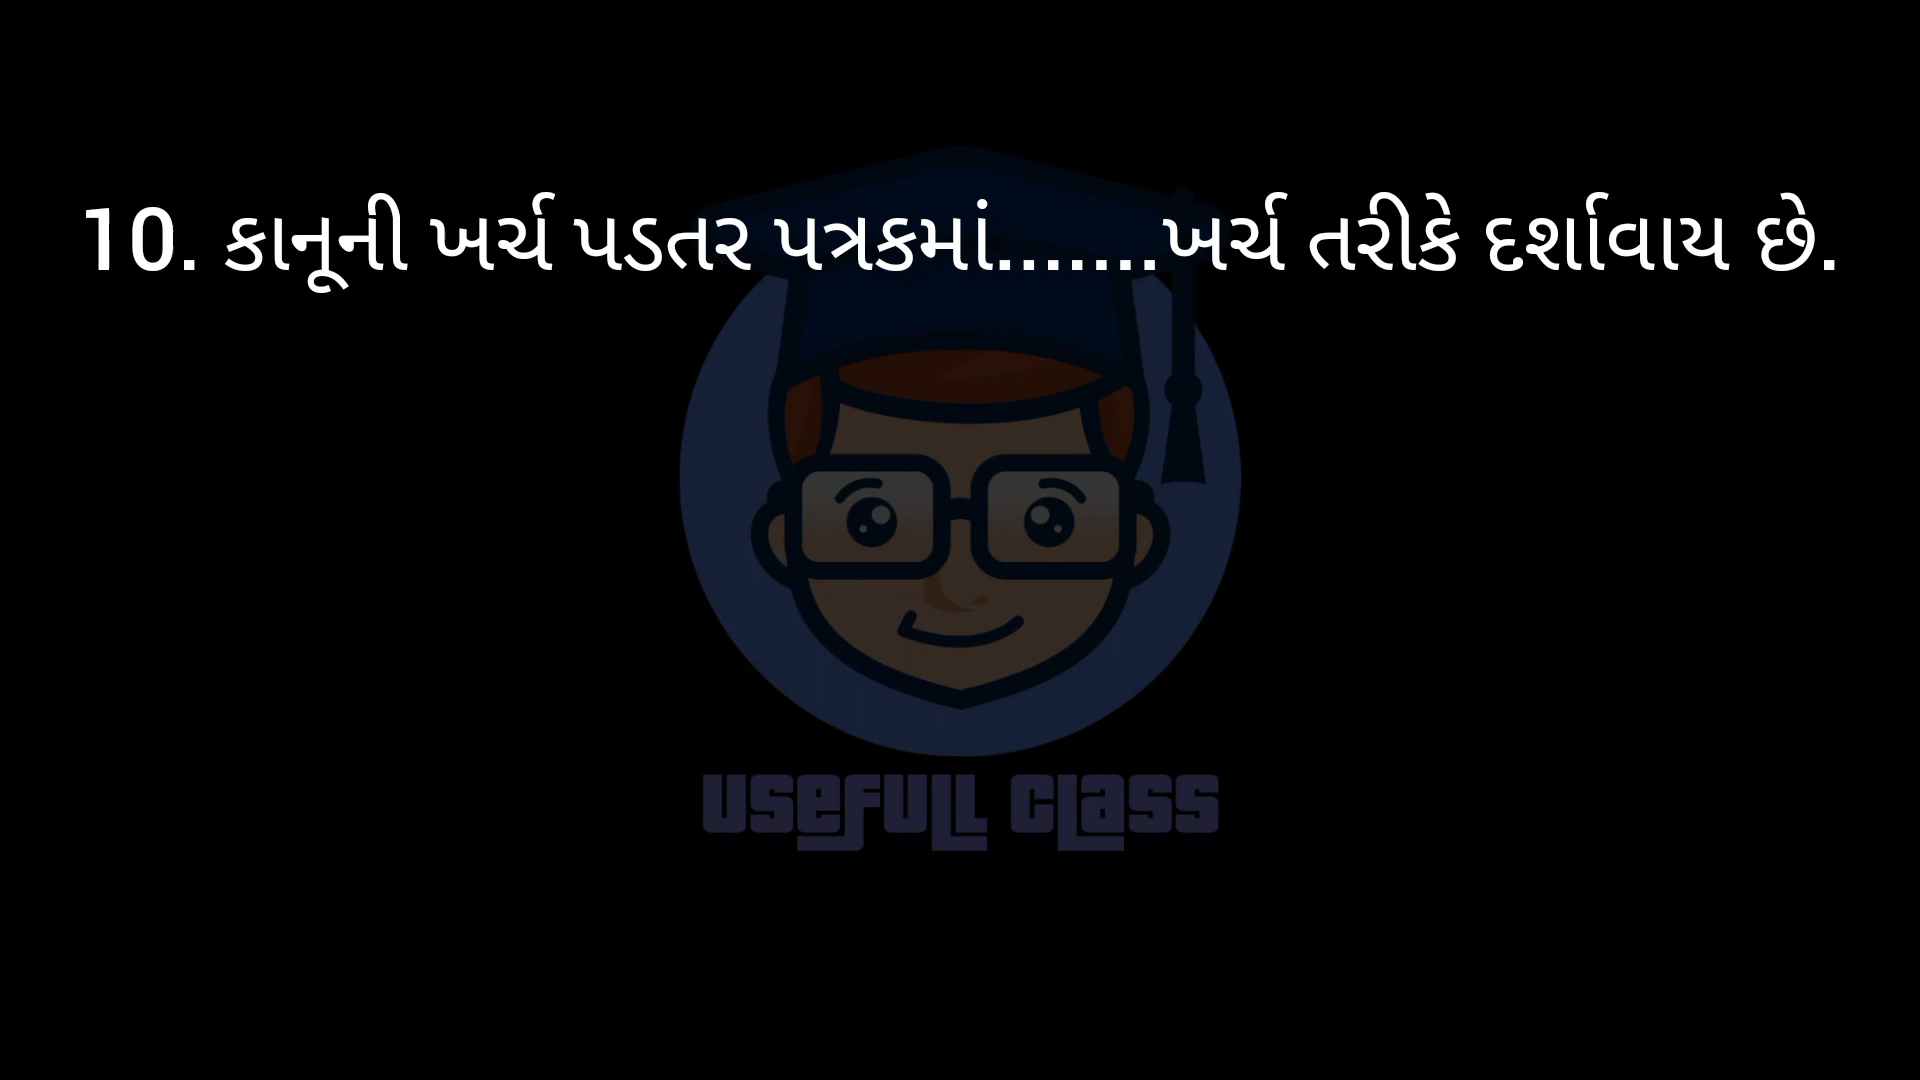 10. કાનૂની ખર્ચ પડતર પત્રકમાં.......ખર્ચ તરીકે દર્શાવાય છે.
USEFULL CLASS